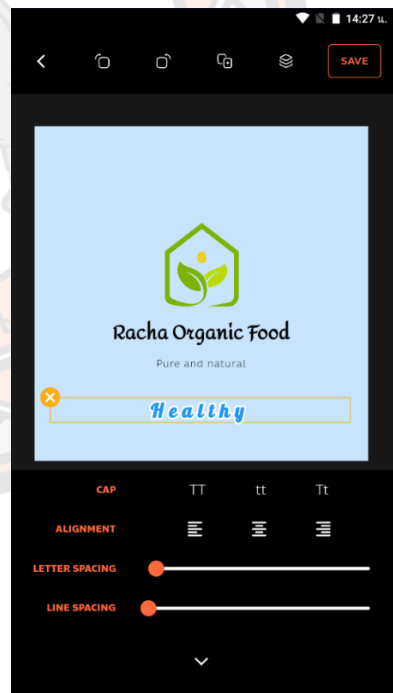 14:27 น.
SAVE
Racha Organic Food
Pure and natural
Healthy
CAP TT tt Tt
ALIGNMENT
LETTER SPACING
LINE SPACING